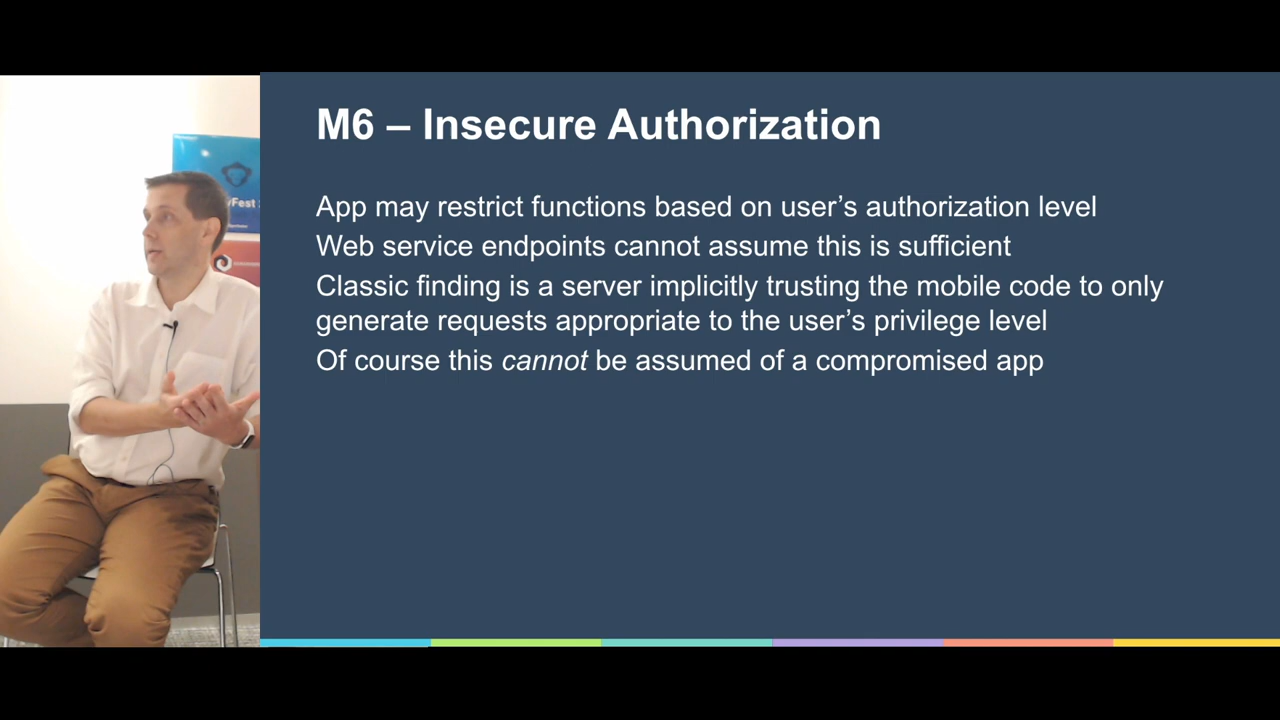 M6 – Insecure Authorization
App may restrict functions based on user’s authorization level
Web service endpoints cannot assume this is sufficient
Classic finding is a server implicitly trusting the mobile code to only
generate requests appropriate to the user’s privilege level
Of course this cannot be assumed of a compromised app